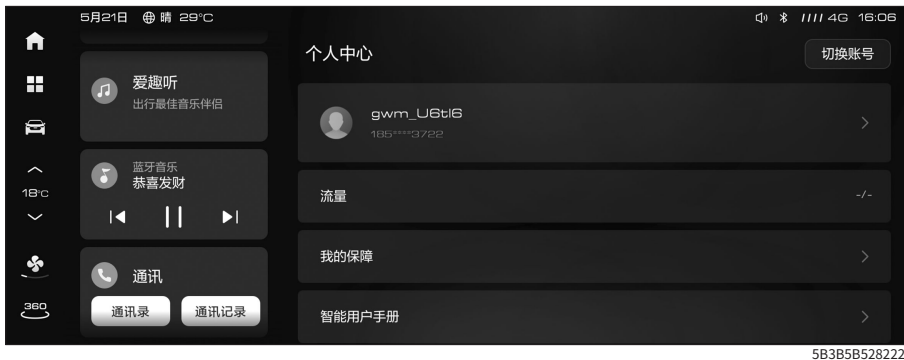 5月21日 晴 29°C
4G 16:06
个人中心
切换账号
爱趣听
出行最佳音乐伴侣
gwm_U6tl6
185****3722
蓝牙音乐
恭喜发财
18°C
流量
-/-
我的保障
通讯
通讯录
通讯记录
360
智能用户手册
5B3B5B528222